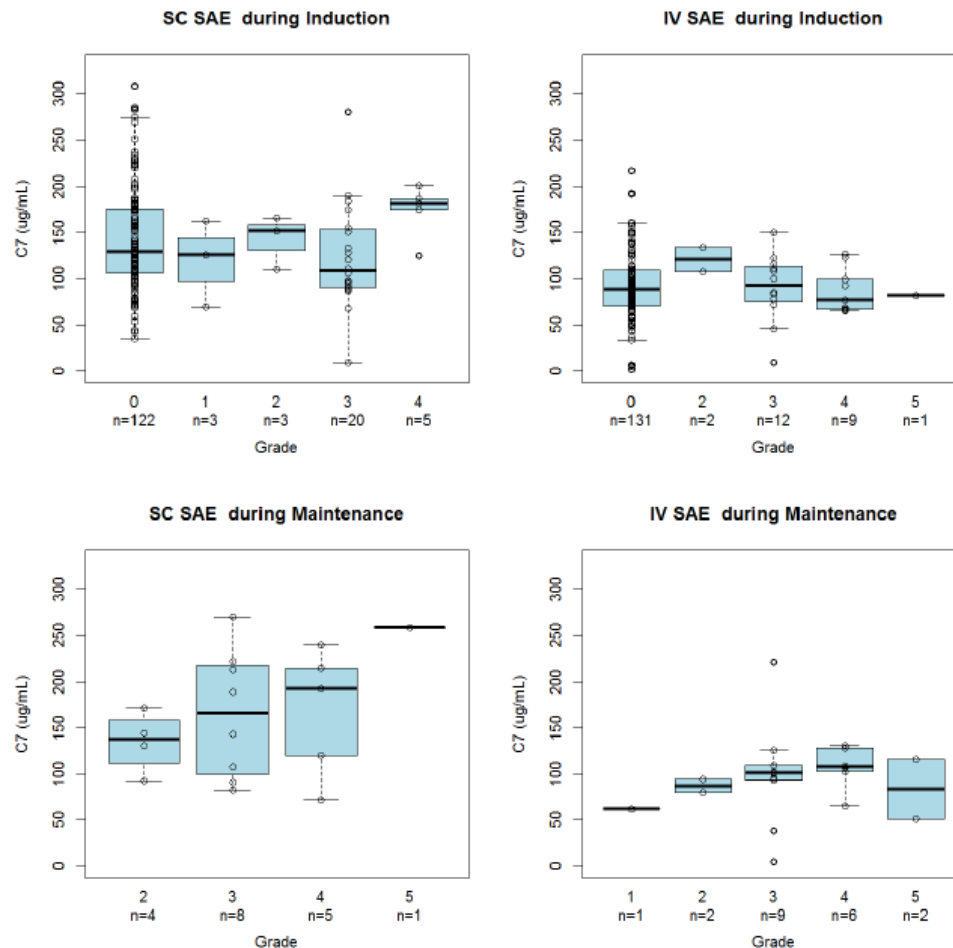 SC SAE  during Induction
C7 (ug/mL)
300
250
200
150
100
50
0
0 1 2 3 4
n=122 n=3 n=3 n=20 n=5
Grade
IV SAE  during Induction
C7 (ug/mL)
300
250
200
150
100
50
0
0 2 3 4 5
n=131 n=2 n=12 n=9 n=1
Grade
SC SAE  during Maintenance
C7 (ug/mL)
300
250
200
150
100
50
0
2 3 4 5
n=4 n=8 n=5 n=1
Grade
IV SAE  during Maintenance
C7 (ug/mL)
300
250
200
150
100
50
0
1 2 3 4 5
n=1 n=2 n=9 n=6 n=2
Grade